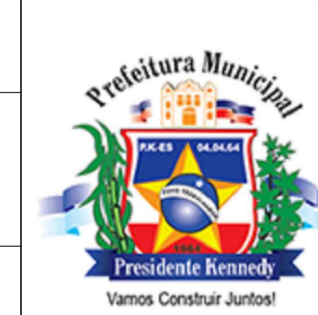 Prefeitura Municipal
P.K-ES 04.04.64
1964
Presidente Kennedy
Vamos Construir Juntos!